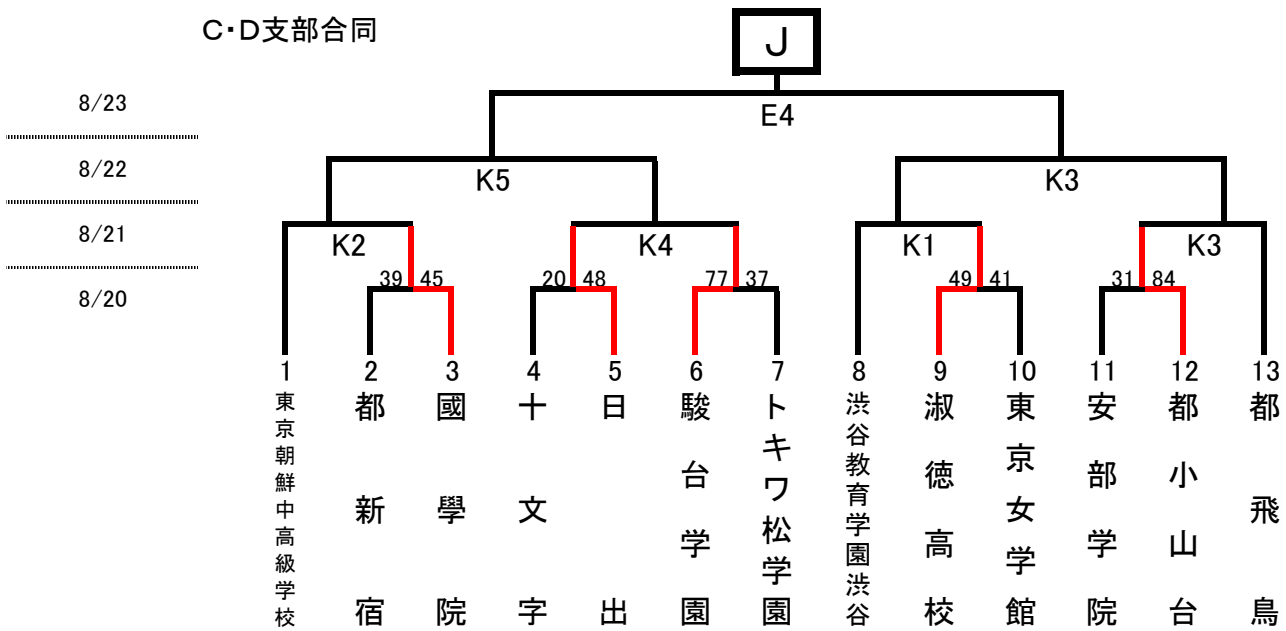 C・D支部合同
J
8/23
E4
8/22
K5
K3
8/21
K2
K4
K1
K3
8/20
39 45
20 48
77 37
49 41
31 84
1
2
3
4
5
6
7
8
9
10
11
12
13
東京朝鮮中高級学校
都新宿
國學院
十文字
日出
駿台学園
トキワ松学園
渋谷教育学園渋谷
淑徳高校
東京女学館
安部学院
都小山台
都飛鳥